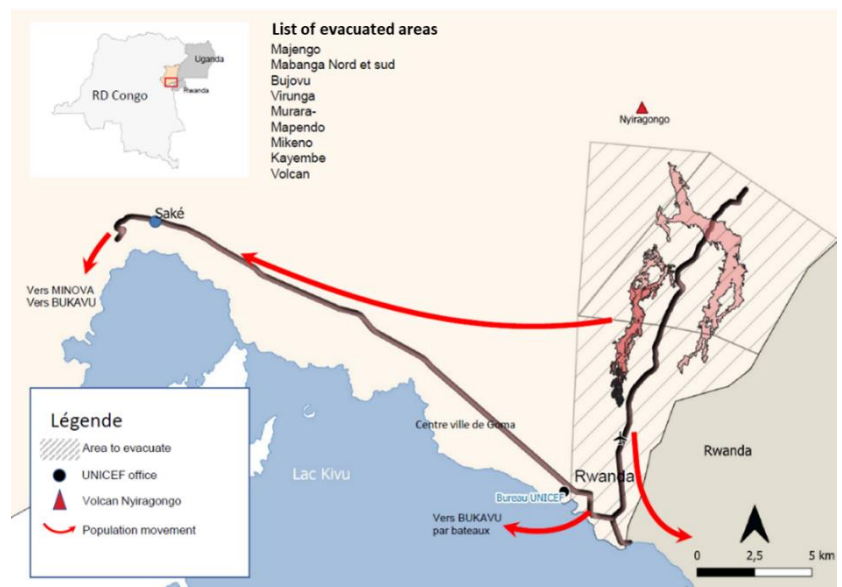 List of evacuated areas
Majengo
Mabanga Nord et sud
Bujovu
Virunga
Murara-
Mapendo
Mikeno
Kayembe
Volcan
Uganda
RD Congo
Rwanda
Nyiragongo
Saké
Vers MINOVA
Vers BUKAVU
Centre ville de Goma
Rwanda
Rwanda
Lac Kivu
Bureau UNICEF
Vers BUKAVU
par bateaux
Légende
Area to evacuate
UNICEF office
Volcan Nyiragongo
Population movement
0 2,5 5 km